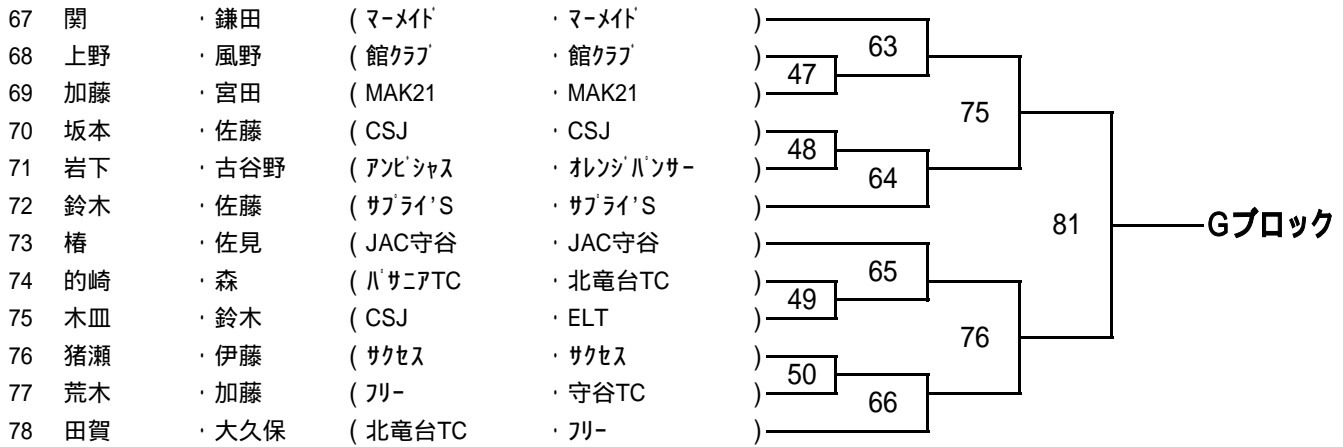 67 関 ・鎌田 ( ﾏｰﾒｲﾄﾞ ・ﾏｰﾒｲﾄﾞ )
63
68 上野 ・風野 ( 館ｸﾗﾌﾞ ・館ｸﾗﾌﾞ )
47
69 加藤 ・宮田 ( MAK21 ・MAK21 )
75
70 坂本 ・佐藤 ( CSJ ・CSJ )
48
71 岩下 ・古谷野 ( ｱﾝﾋﾞｼｬｽ ・ｵﾚﾝｼﾞﾊﾟﾝｻｰ )
64
72 鈴木 ・佐藤 ( ｻﾌﾟﾗｲ’S ・ｻﾌﾟﾗｲ’S )
81 Gブロック
73 椿 ・佐見 ( JAC守谷 ・JAC守谷 )
65
74 的崎 ・森 ( ﾊﾞｻﾆｱTC ・北竜台TC )
49
75 木皿 ・鈴木 ( CSJ ・ELT )
76
76 猪瀬 ・伊藤 ( ｻｸｾｽ ・ｻｸｾｽ )
50
77 荒木 ・加藤 ( ﾌﾘｰ ・守谷TC )
66
78 田賀 ・大久保 ( 北竜台TC ・ﾌﾘｰ )